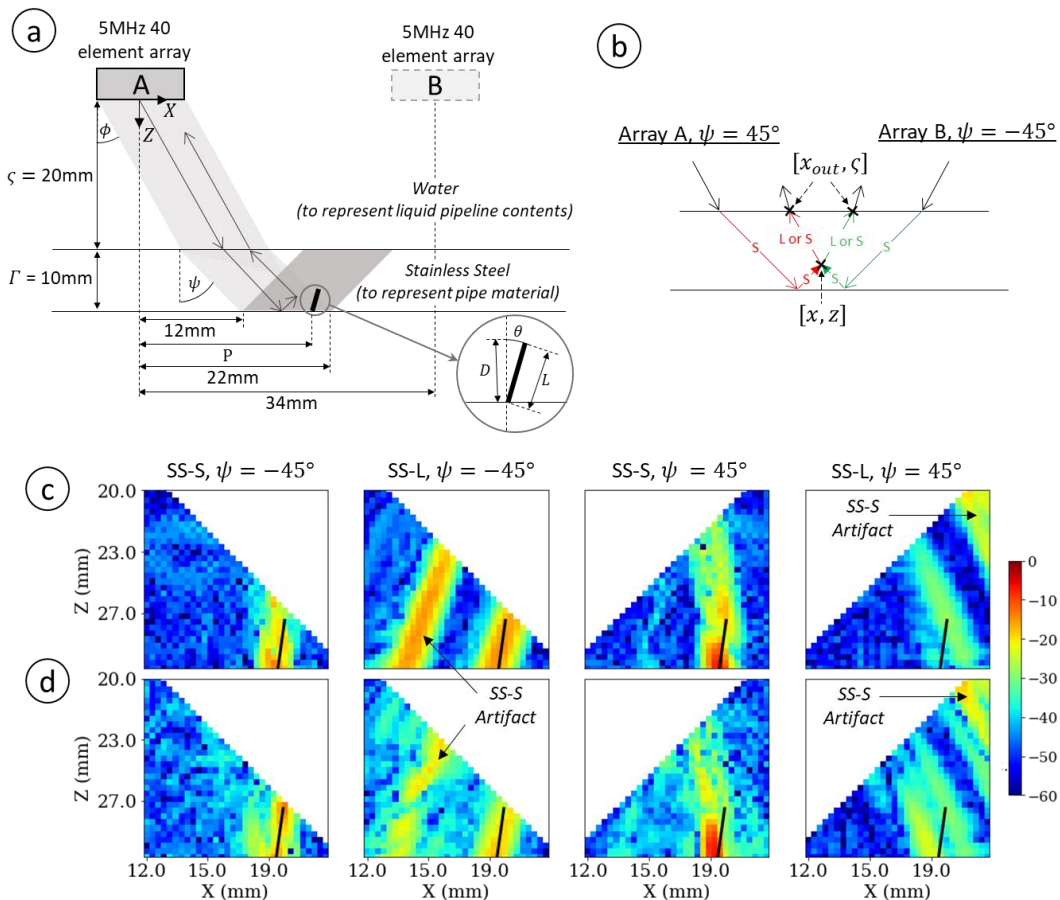 a
5MHz 40
element array
5MHz 40
element array
A
B
X
Z
ϕ
ς = 20mm
Water
(to represent liquid pipeline contents)
Γ = 10mm
ψ
Stainless Steel
(to represent pipe material)
12mm
P
22mm
34mm
θ
D
L
b
Array A, ψ = 45°
Array B, ψ = −45°
[x_out, ς]
S
L or S
L or S
S
S
S
[x, z]
c
SS-S, ψ = −45°
SS-L, ψ = −45°
SS-S, ψ = 45°
SS-L, ψ = 45°
20.0
23.0
27.0
Z (mm)
SS-S
Artifact
0
−10
−20
−30
−40
−50
−60
d
20.0
23.0
27.0
Z (mm)
SS-S
Artifact
SS-S
Artifact
12.0 15.0 19.0
12.0 15.0 19.0
12.0 15.0 19.0
12.0 15.0 19.0
X (mm)
X (mm)
X (mm)
X (mm)